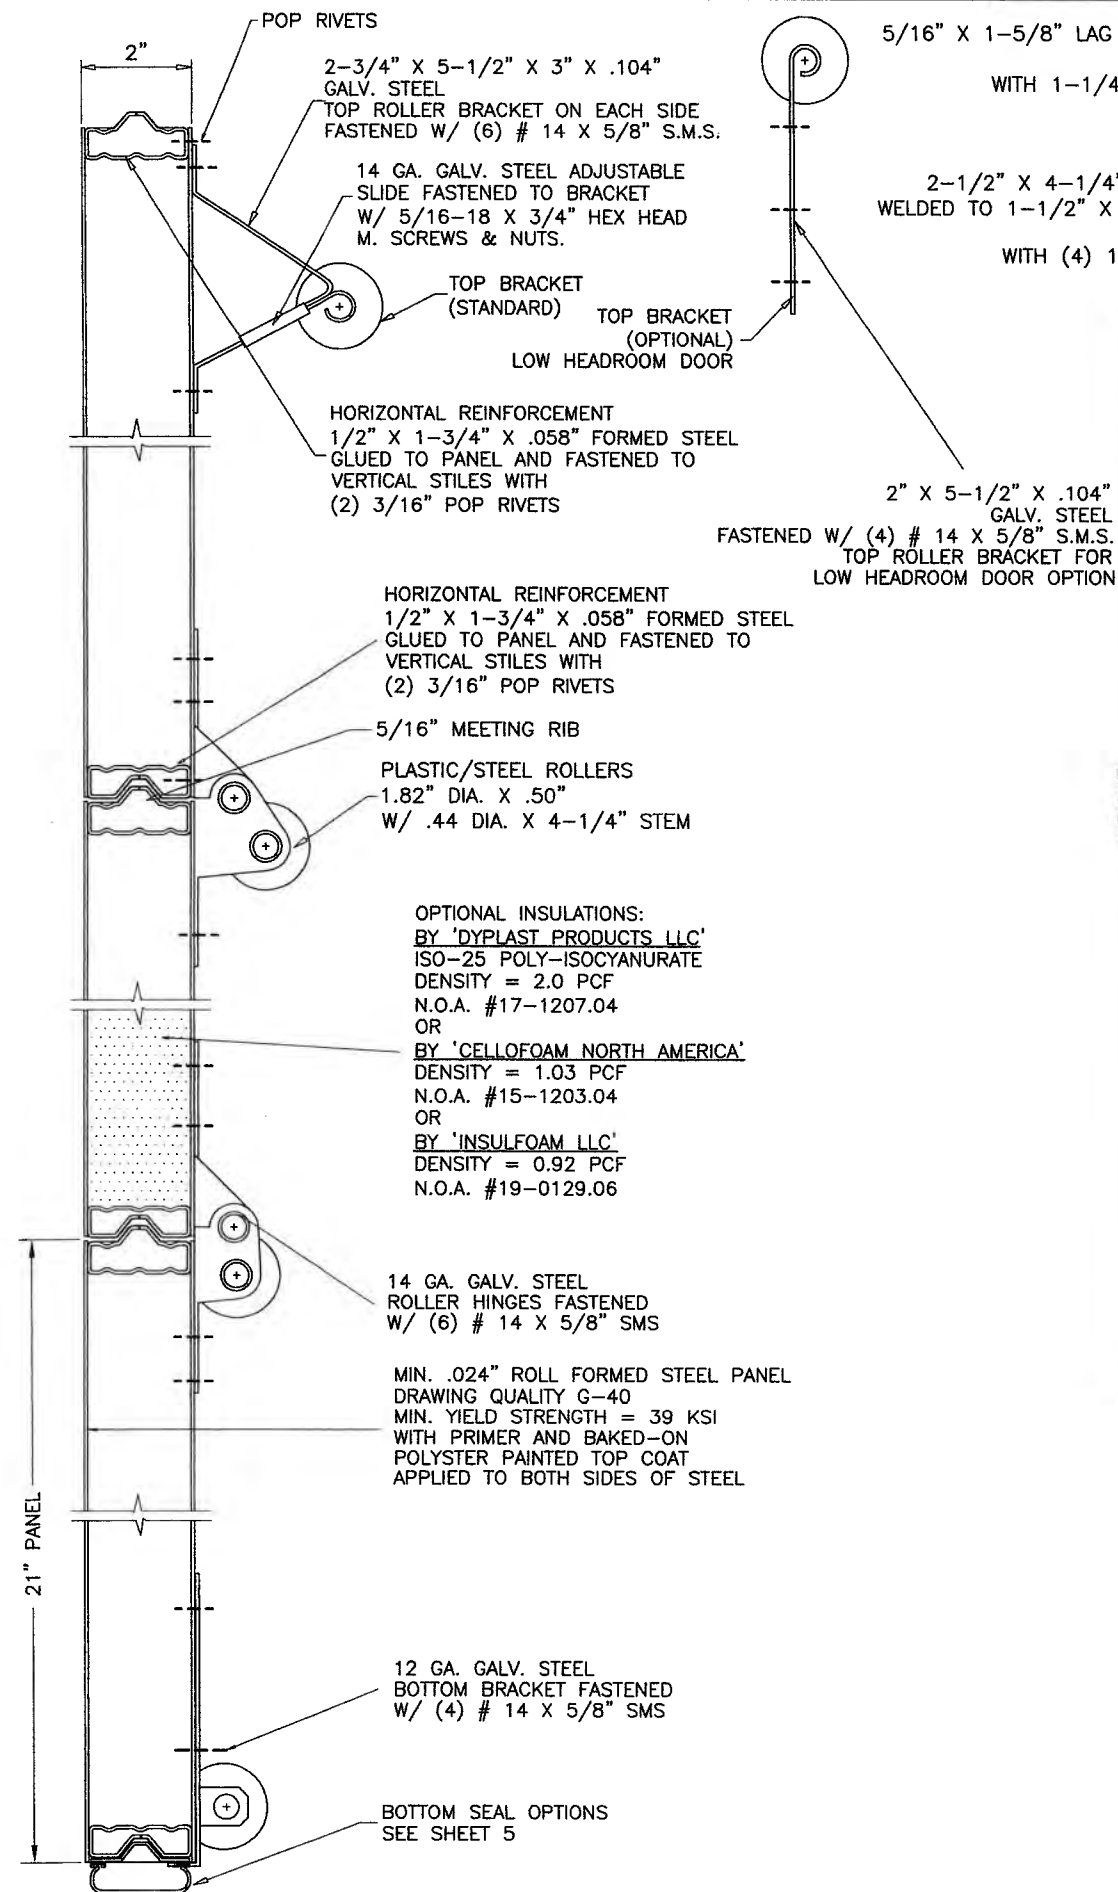 POP RIVETS
2"
2-3/4" X 5-1/2" X 3" X .104"
GALV. STEEL
TOP ROLLER BRACKET ON EACH SIDE
FASTENED W/ (6) # 14 X 5/8" S.M.S.
14 GA. GALV. STEEL ADJUSTABLE
SLIDE FASTENED TO BRACKET
W/ 5/16-18 X 3/4" HEX HEAD
M. SCREWS & NUTS.
TOP BRACKET
(STANDARD)
5/16" X 1-5/8" LAG
WITH 1-1/4
2-1/2" X 4-1/4"
WELDED TO 1-1/2" X
WITH (4) 1
TOP BRACKET
(OPTIONAL)
LOW HEADROOM DOOR
HORIZONTAL REINFORCEMENT
1/2" X 1-3/4" X .058" FORMED STEEL
GLUED TO PANEL AND FASTENED TO
VERTICAL STILES WITH
(2) 3/16" POP RIVETS
2" X 5-1/2" X .104"
GALV. STEEL
FASTENED W/ (4) # 14 X 5/8" S.M.S.
TOP ROLLER BRACKET FOR
LOW HEADROOM DOOR OPTION
HORIZONTAL REINFORCEMENT
1/2" X 1-3/4" X .058" FORMED STEEL
GLUED TO PANEL AND FASTENED TO
VERTICAL STILES WITH
(2) 3/16" POP RIVETS
5/16" MEETING RIB
PLASTIC/STEEL ROLLERS
1.82" DIA. X .50"
W/ .44 DIA. X 4-1/4" STEM
OPTIONAL INSULATIONS:
BY 'DYPLAST PRODUCTS LLC'
ISO-25 POLY-ISOCYANURATE
DENSITY = 2.0 PCF
N.O.A. #17-1207.04
OR
BY 'CELLOFOAM NORTH AMERICA'
DENSITY = 1.03 PCF
N.O.A. #15-1203.04
OR
BY 'INSULFOAM LLC'
DENSITY = 0.92 PCF
N.O.A. #19-0129.06
14 GA. GALV. STEEL
ROLLER HINGES FASTENED
W/ (6) # 14 X 5/8" SMS
MIN. .024" ROLL FORMED STEEL PANEL
DRAWING QUALITY G-40
MIN. YIELD STRENGTH = 39 KSI
WITH PRIMER AND BAKED-ON
POLYSTER PAINTED TOP COAT
APPLIED TO BOTH SIDES OF STEEL
21" PANEL
12 GA. GALV. STEEL
BOTTOM BRACKET FASTENED
W/ (4) # 14 X 5/8" SMS
BOTTOM SEAL OPTIONS
SEE SHEET 5